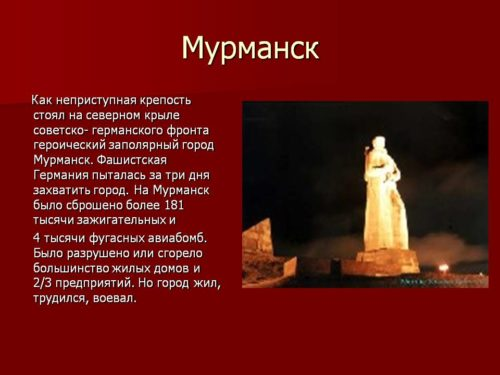 Мурманск
Как неприступная крепость
стоял на северном крыле
советско- германского фронта
героический заполярный город
Мурманск. Фашистская
Германия пыталась за три дня
захватить город. На Мурманск
было сброшено более 181
тысячи зажигательных и
4 тысячи фугасных авиабомб.
Было разрушено или сгорело
большинство жилых домов и
2/3 предприятий. Но город жил,
трудился, воевал.